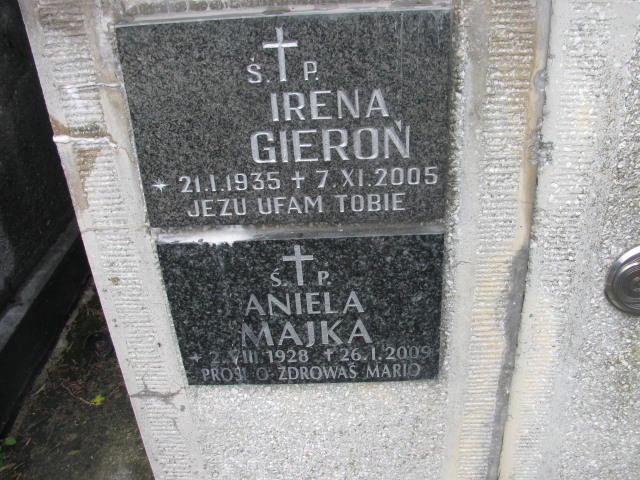 Ś. P.
IRENA
GIEROŃ
* 21.I.1935 + 7.XI.2005
JEZU UFAM TOBIE
Ś. P.
ANIELA
MAJKA
* 2.VIII.1928 + 26.I.2009
PROSI O ZDROWAŚ MARIO